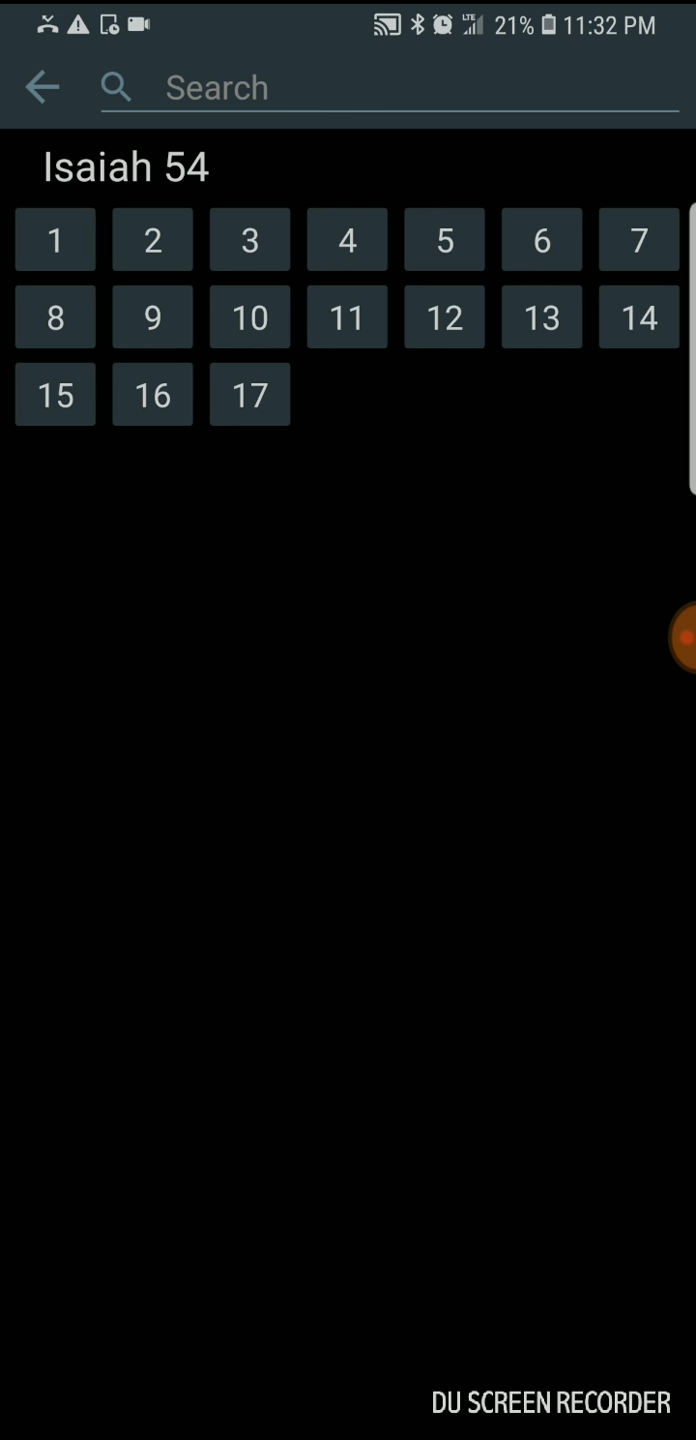 LTE 21% 11:32 PM
Search
Isaiah 54
1 2 3 4 5 6 7
8 9 10 11 12 13 14
15 16 17
DU SCREEN RECORDER